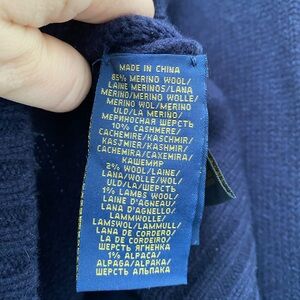 MADE IN CHINA
85% MERINO WOOL/
LAINE MERINOS/LANA
MERINO/MERINO WOLLE/
MERINO WOL/MERINO
ULD/LA MERINO/
МЕРИНОСНАЯ ШЕРСТЬ
10% CASHMERE/
CACHEMIRE/KASCHMIR/
KASJMIER/KASHMIR/
CACHEMIRA/CAXEMIRA/
КАШЕМИР
2% WOOL/LAINE/
LANA/WOLLE/WOL/
ULD/LA/ШЕРСТЬ
1% LAMBS WOOL/
LAINE D'AGNEAU/
LANA D'AGNELLO/
LAMMWOLLE/
LAMSWOL/LAMMULL/
LANA DE CORDERO/
LA DE CORDEIRO/
ШЕРСТЬ ЯГНЕНКА
1% ALPACA/
ALPAGA/ALPAKA/
ШЕРСТЬ АЛЬПАКА